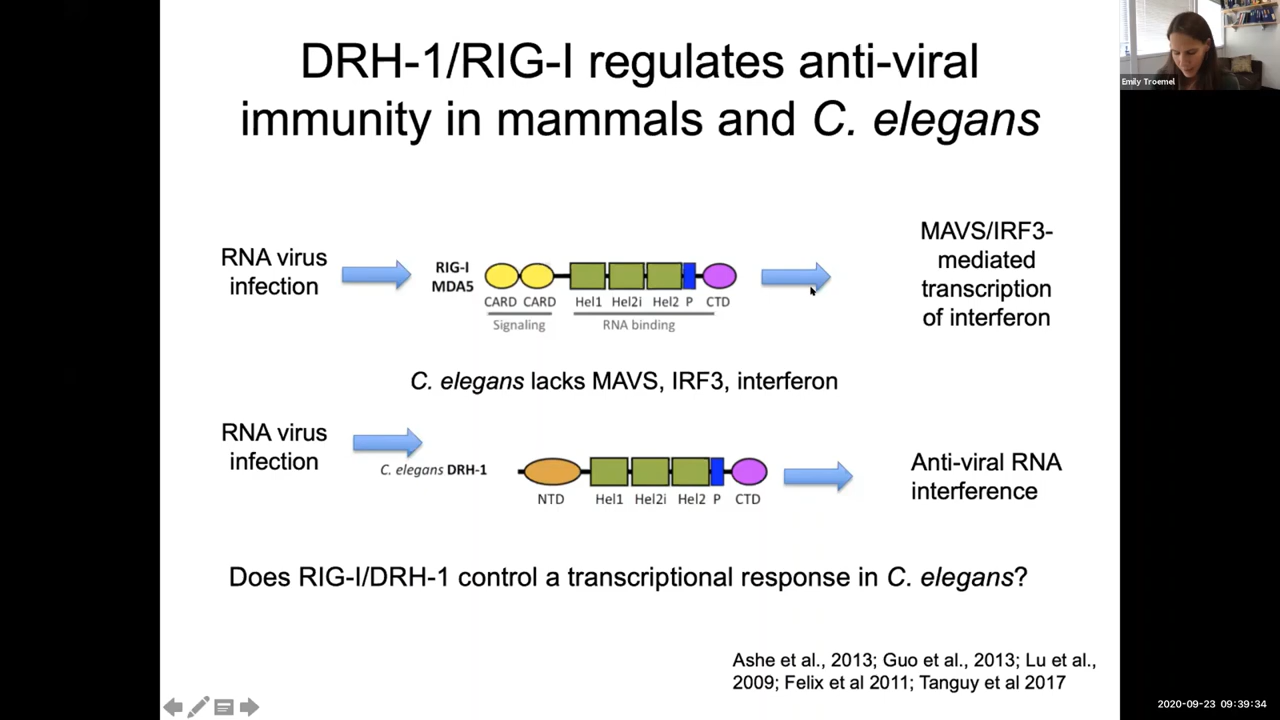 DRH-1/RIG-I regulates anti-viral
immunity in mammals and C. elegans
Emily Troemel
RNA virus
infection
RIG-I
MDA5
CARD CARD Hel1 Hel2i Hel2 P CTD
Signaling RNA binding
MAVS/IRF3-
mediated
transcription
of interferon
C. elegans lacks MAVS, IRF3, interferon
RNA virus
infection
C. elegans DRH-1
NTD Hel1 Hel2i Hel2 P CTD
Anti-viral RNA
interference
Does RIG-I/DRH-1 control a transcriptional response in C. elegans?
Ashe et al., 2013; Guo et al., 2013; Lu et al.,
2009; Felix et al 2011; Tanguy et al 2017
2020-09-23 09:39:34